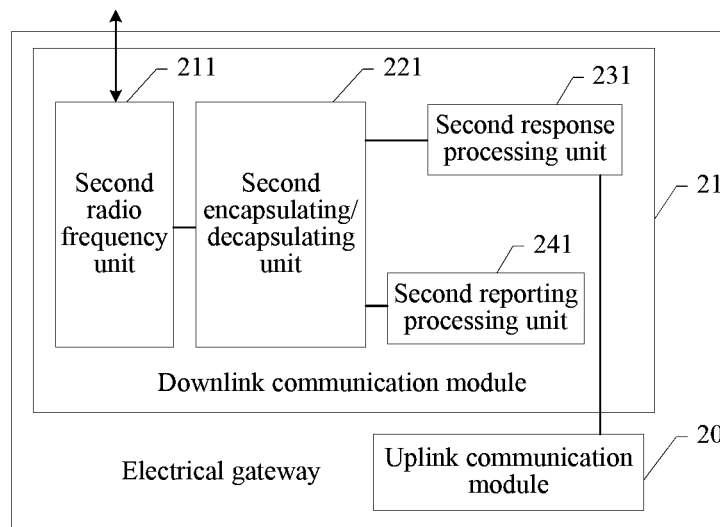 211
221
231
Second response
processing unit
Second
radio
frequency
unit
Second
encapsulating/
decapsulating
unit
21
241
Second reporting
processing unit
Downlink communication module
20
Electrical gateway
Uplink communication
module